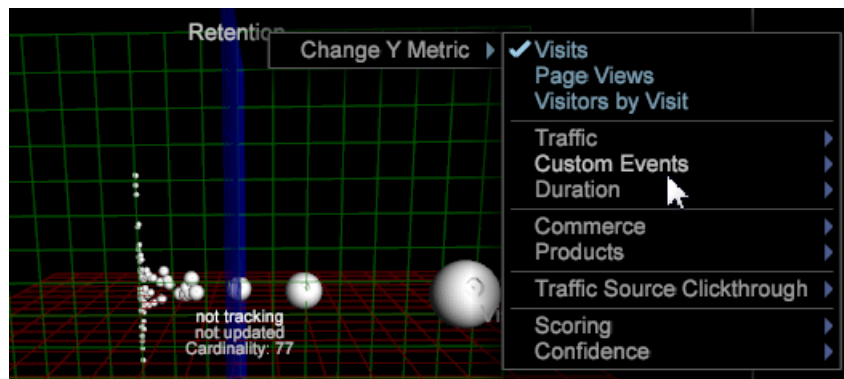 Retention
Change Y Metric
Visits
Page Views
Visitors by Visit
Traffic
Custom Events
Duration
Commerce
Products
Traffic Source Clickthrough
Scoring
Confidence
not tracking
not updated
Cardinality: 77